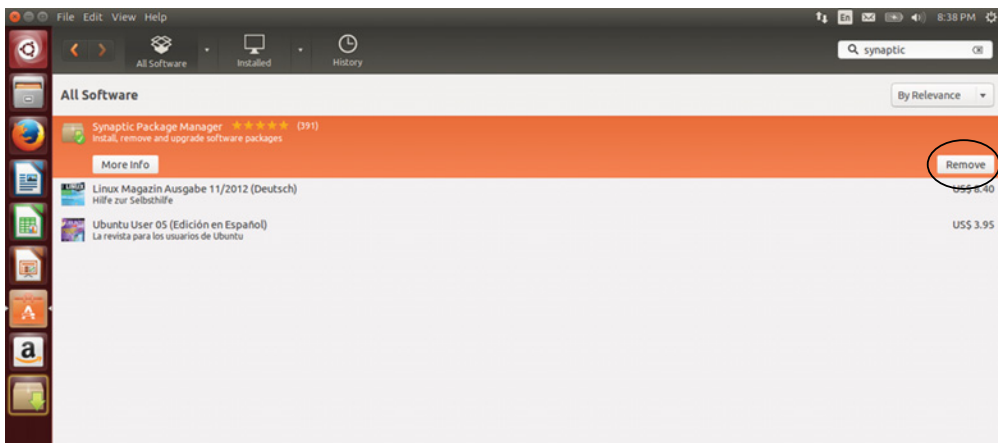 File Edit View Help
En 8:38 PM
All Software Installed History
synaptic
All Software
By Relevance
Synaptic Package Manager (391)
Install, remove and upgrade software packages
More Info
Remove
Linux Magazin Ausgabe 11/2012 (Deutsch)
US$ 8.40
Hilfe zur Selbsthilfe
Ubuntu User 05 (Edición en Español)
US$ 3.95
La revista para los usuarios de Ubuntu
a